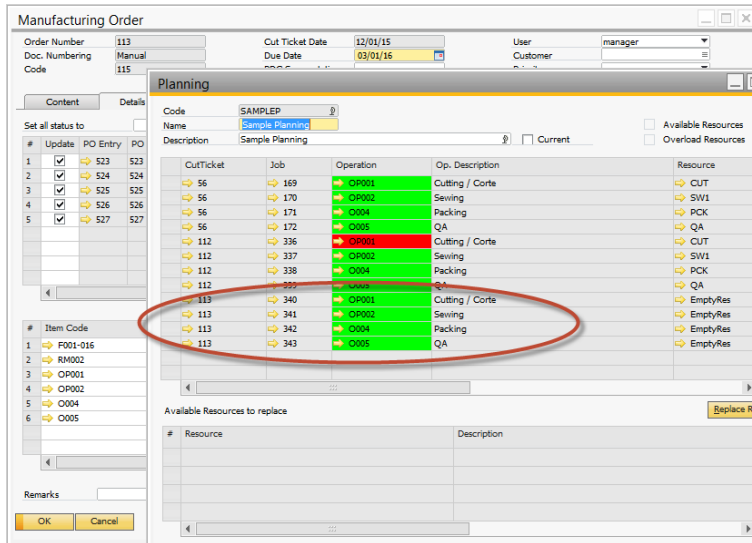 Manufacturing Order
Order Number 113 Cut Ticket Date 12/01/15 User manager
Doc. Numbering Manual Due Date 03/01/16 Customer
Code 115
Planning
Content Details
Code SAMPLEP
Set all status to
Name Sample Planning Available Resources
Description Sample Planning Current Overload Resources
# Update PO Entry PO
1 523 523
2 524 524
3 525 525
4 526 526
5 527 527
CutTicket Job Operation Op. Description Resource
56 169 OP001 Cutting / Corte CUT
56 170 OP002 Sewing SW1
56 171 O004 Packing PCK
56 172 O005 QA QA
112 336 OP001 Cutting / Corte CUT
112 337 OP002 Sewing SW1
112 338 O004 Packing PCK
112 339 O005 QA QA
113 340 OP001 Cutting / Corte EmptyRes
113 341 OP002 Sewing EmptyRes
113 342 O004 Packing EmptyRes
113 343 O005 QA EmptyRes
# Item Code
1 F001-016
2 RM002
3 OP001
4 OP002
5 O004
6 O005
Available Resources to replace Replace R
# Resource Description
Remarks
OK Cancel